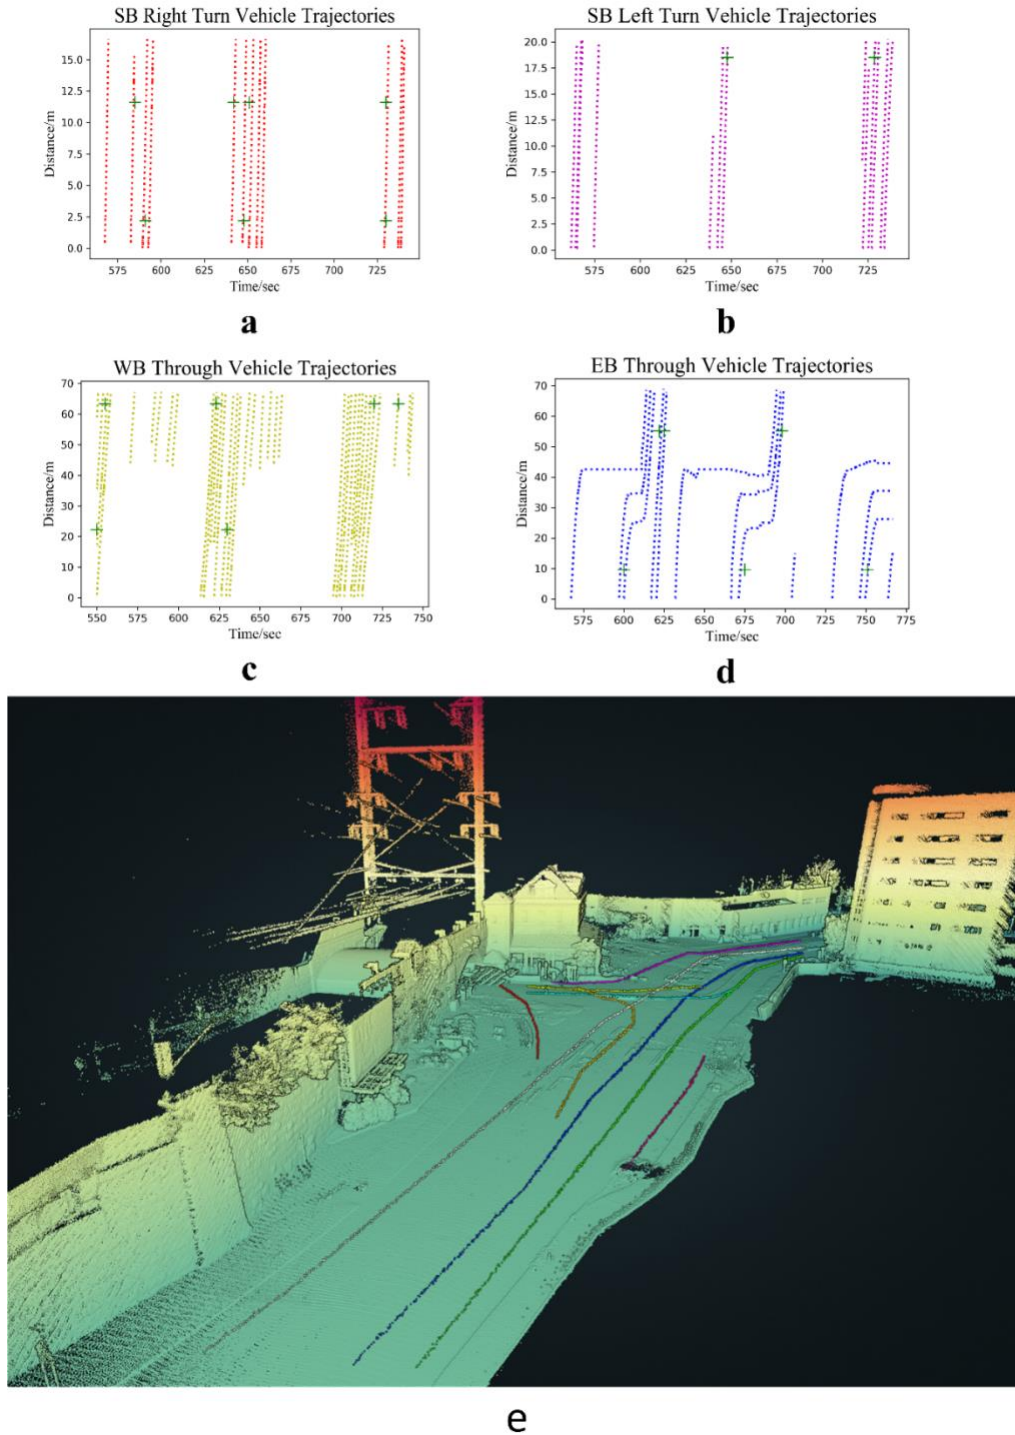 SB Right Turn Vehicle Trajectories
15.0
12.5
10.0
7.5
5.0
2.5
0.0
Distance/m
575 600 625 650 675 700 725
Time/sec
a
SB Left Turn Vehicle Trajectories
20.0
17.5
15.0
12.5
10.0
7.5
5.0
2.5
0.0
Distance/m
575 600 625 650 675 700 725
Time/sec
b
WB Through Vehicle Trajectories
70
60
50
40
30
20
10
0
Distance/m
550 575 600 625 650 675 700 725 750
Time/sec
c
EB Through Vehicle Trajectories
70
60
50
40
30
20
10
0
Distance/m
575 600 625 650 675 700 725 750 775
Time/sec
d
e